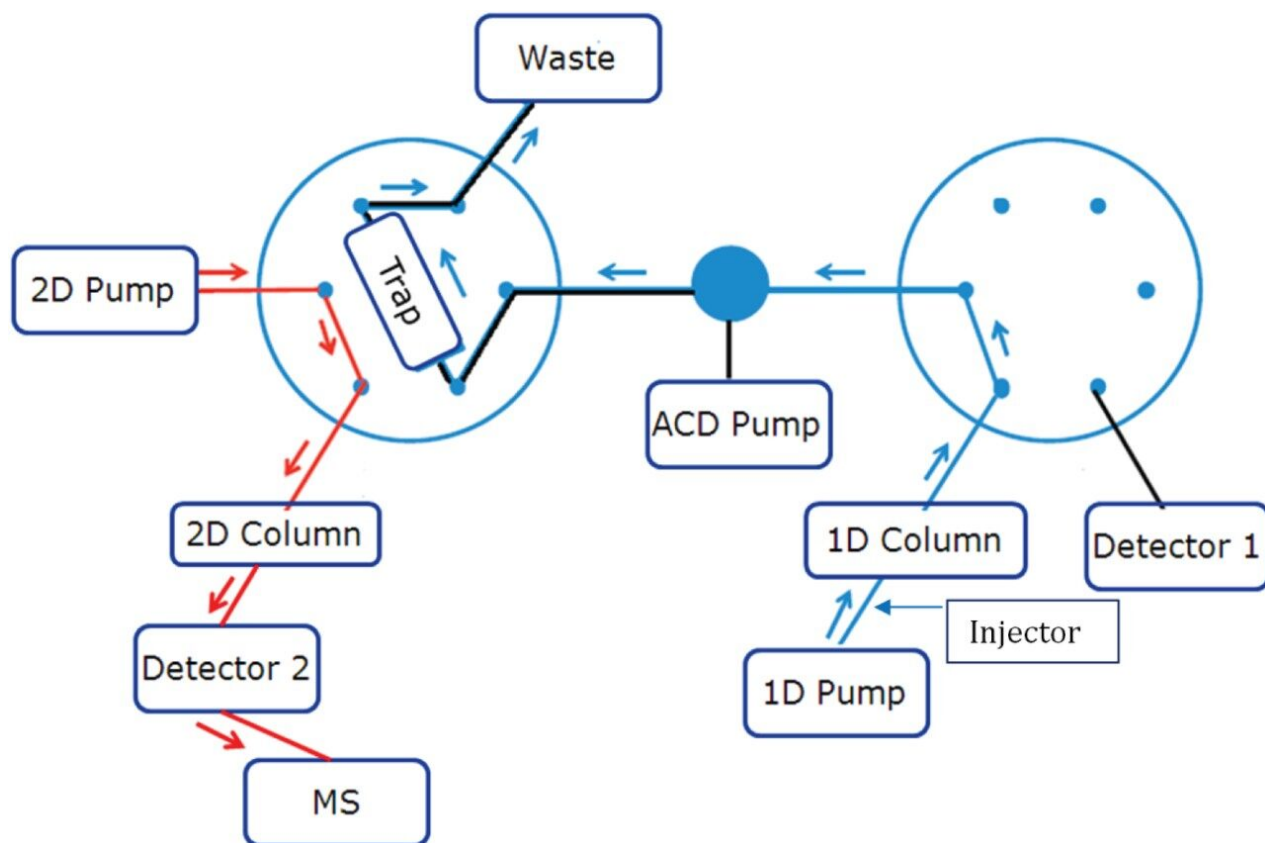 Waste
2D Pump
Trap
ACD Pump
2D Column
1D Column
Detector 1
Injector
Detector 2
1D Pump
MS